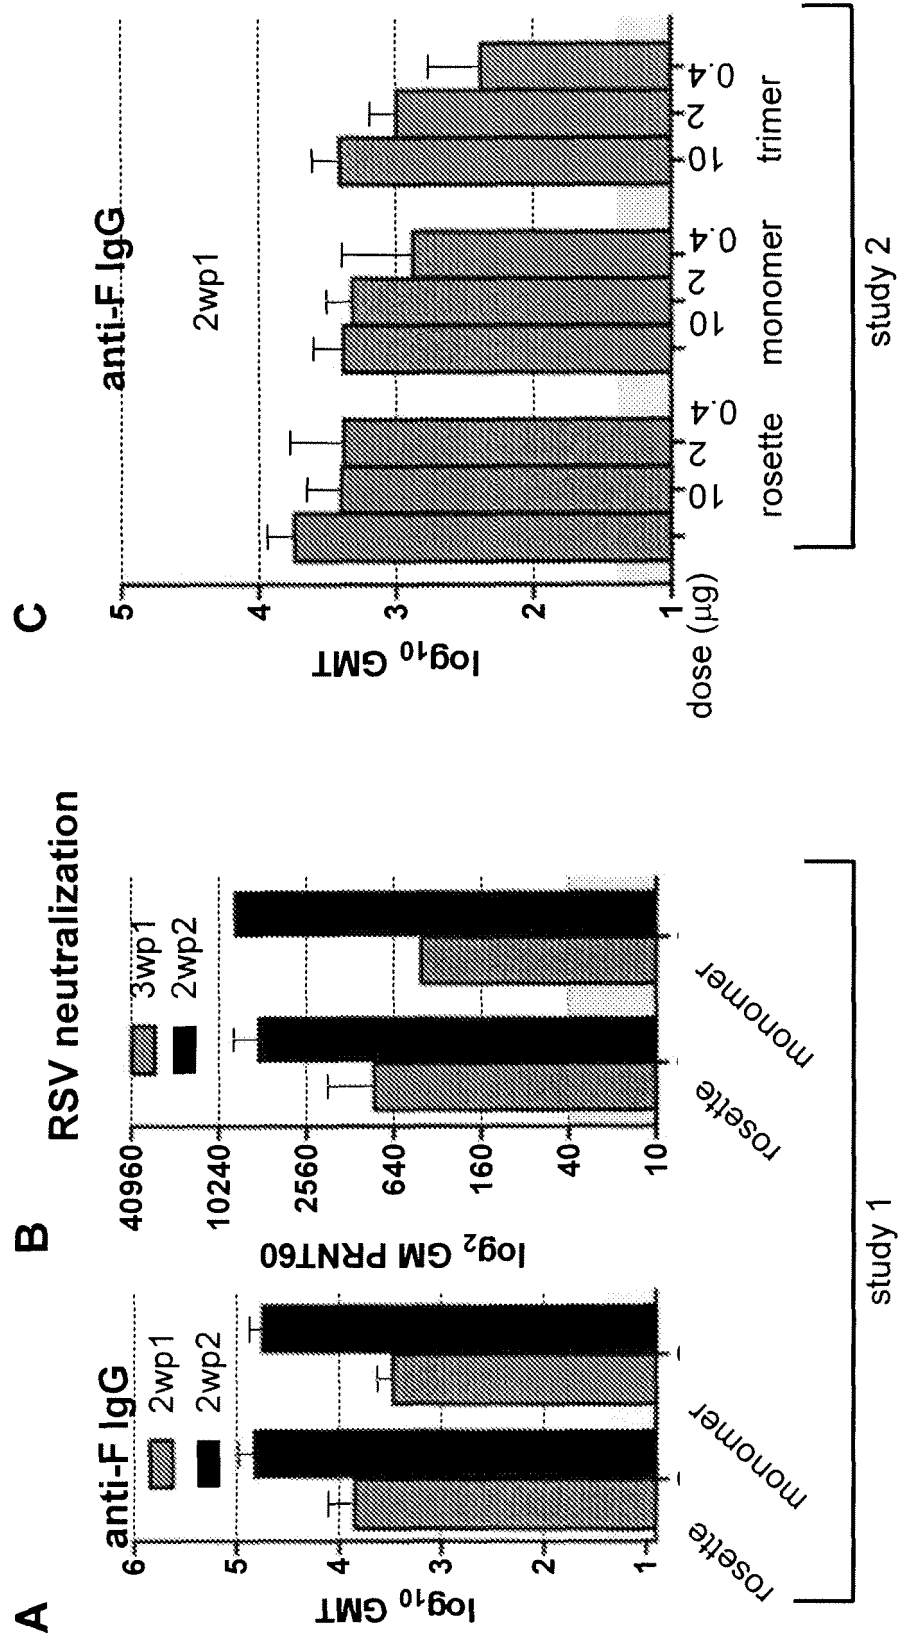 A
anti-F IgG
2wp1
2wp2
log10 GMT
6
5
4
3
2
1
rosette
monomer
B
RSV neutralization
3wp1
2wp2
log2 GM PRNT60
40960
10240
2560
640
160
40
10
rosette
monomer
study 1
C
anti-F IgG
2wp1
log10 GMT
5
4
3
2
1
dose (µg)
10
2
0.4
10
2
0.4
10
2
0.4
rosette
monomer
trimer
study 2